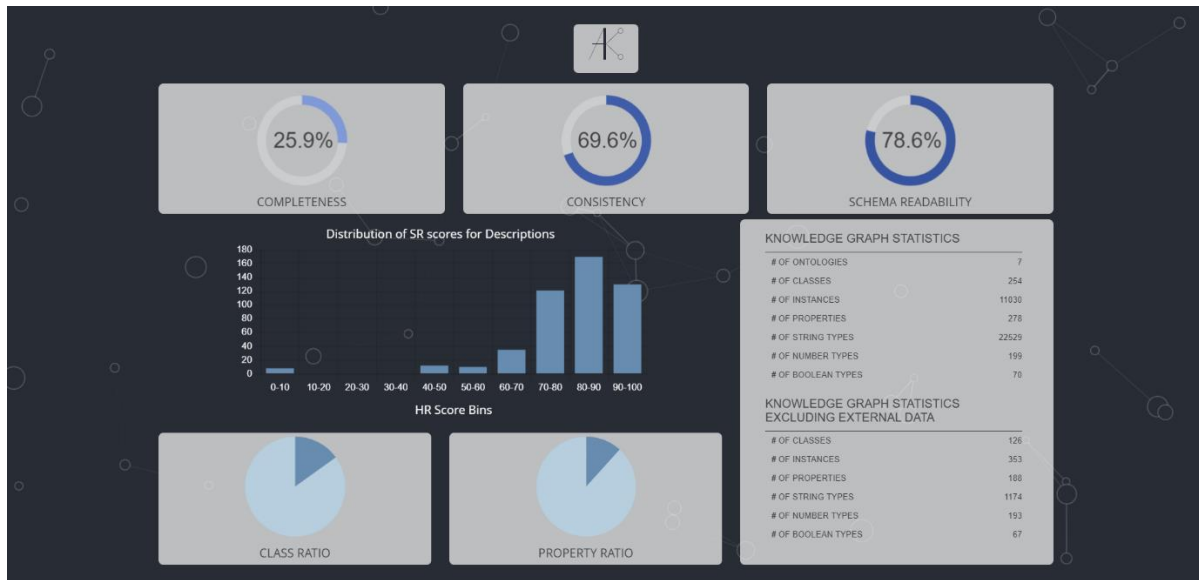 AK
25.9%
COMPLETENESS
69.6%
CONSISTENCY
78.6%
SCHEMA READABILITY
Distribution of SR scores for Descriptions
180
160
140
120
100
80
60
40
20
0
0-10 10-20 20-30 30-40 40-50 50-60 60-70 70-80 80-90 90-100
HR Score Bins
CLASS RATIO
PROPERTY RATIO
KNOWLEDGE GRAPH STATISTICS
# OF ONTOLOGIES 7
# OF CLASSES 254
# OF INSTANCES 11030
# OF PROPERTIES 278
# OF STRING TYPES 22529
# OF NUMBER TYPES 199
# OF BOOLEAN TYPES 70
KNOWLEDGE GRAPH STATISTICS
EXCLUDING EXTERNAL DATA
# OF CLASSES 126
# OF INSTANCES 353
# OF PROPERTIES 188
# OF STRING TYPES 1174
# OF NUMBER TYPES 193
# OF BOOLEAN TYPES 67